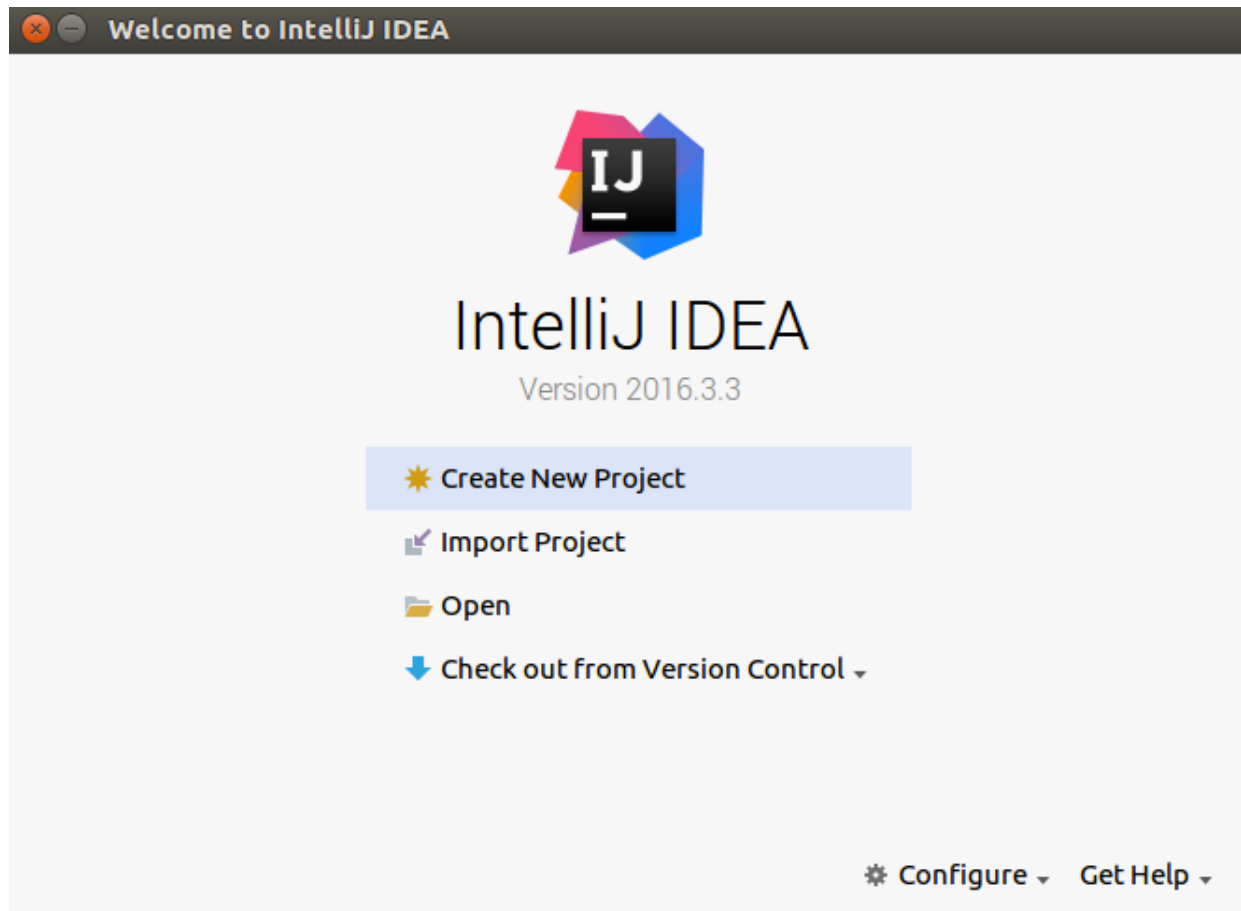 Welcome to IntelliJ IDEA
IJ
IntelliJ IDEA
Version 2016.3.3
Create New Project
Import Project
Open
Check out from Version Control
Configure Get Help